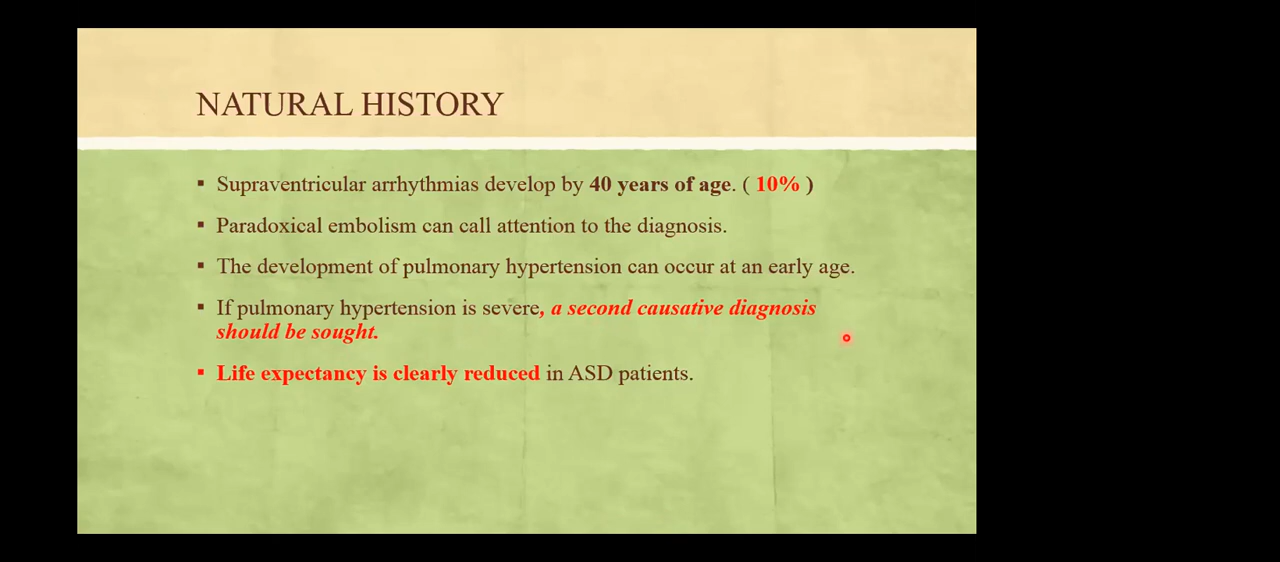 NATURAL HISTORY
▪ Supraventricular arrhythmias develop by 40 years of age. ( 10% )
▪ Paradoxical embolism can call attention to the diagnosis.
▪ The development of pulmonary hypertension can occur at an early age.
▪ If pulmonary hypertension is severe, a second causative diagnosis
should be sought.
▪ Life expectancy is clearly reduced in ASD patients.